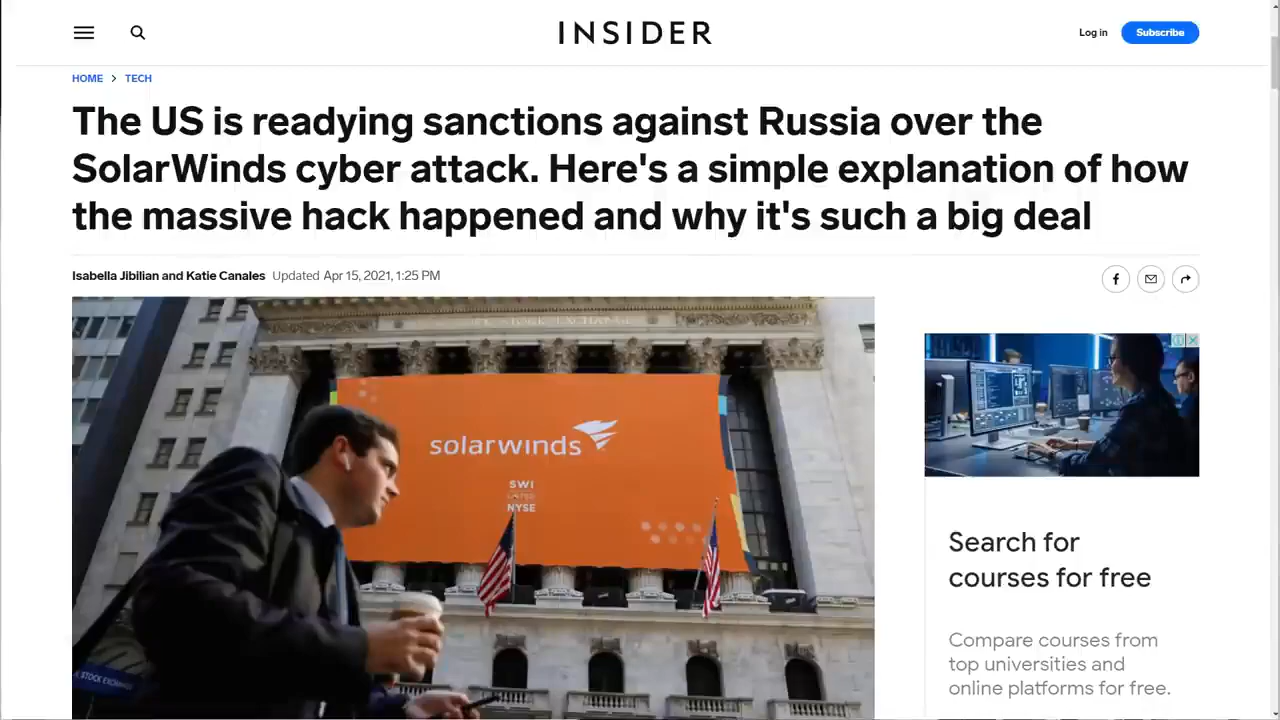 INSIDER
Log in
Subscribe
HOME > TECH
The US is readying sanctions against Russia over the
SolarWinds cyber attack. Here's a simple explanation of how
the massive hack happened and why it's such a big deal
Isabella Jibilian and Katie Canales Updated Apr 15, 2021, 1:25 PM
solarwinds
SWI
LISTED
NYSE
STOCK EXCHANGE
Search for
courses for free
Compare courses from
top universities and
online platforms for free.